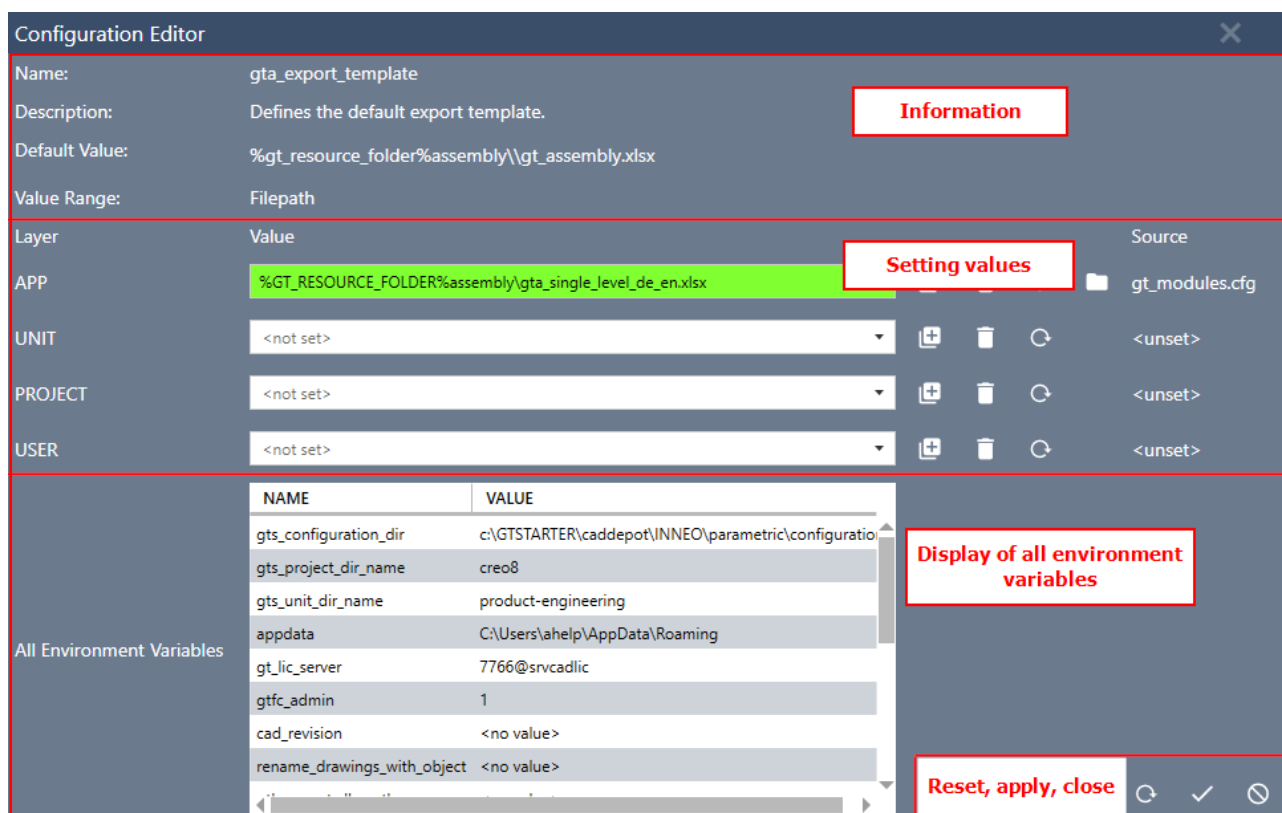 Configuration Editor
Name: gta_export_template
Description: Defines the default export template.
Information
Default Value: %gt_resource_folder%assembly\\gt_assembly.xlsx
Value Range: Filepath
Layer Value Source
Setting values
APP %GT_RESOURCE_FOLDER%assembly\gta_single_level_de_en.xlsx gt_modules.cfg
UNIT <not set> <unset>
PROJECT <not set> <unset>
USER <not set> <unset>
NAME VALUE
gts_configuration_dir c:\GTSTARTER\caddepot\INNEO\parametric\configuration
Display of all environment
variables
gts_project_dir_name creo8
gts_unit_dir_name product-engineering
appdata C:\Users\ahelp\AppData\Roaming
All Environment Variables
gt_lic_server 7766@srvcadlic
gtfc_admin 1
cad_revision <no value>
rename_drawings_with_object <no value>
Reset, apply, close